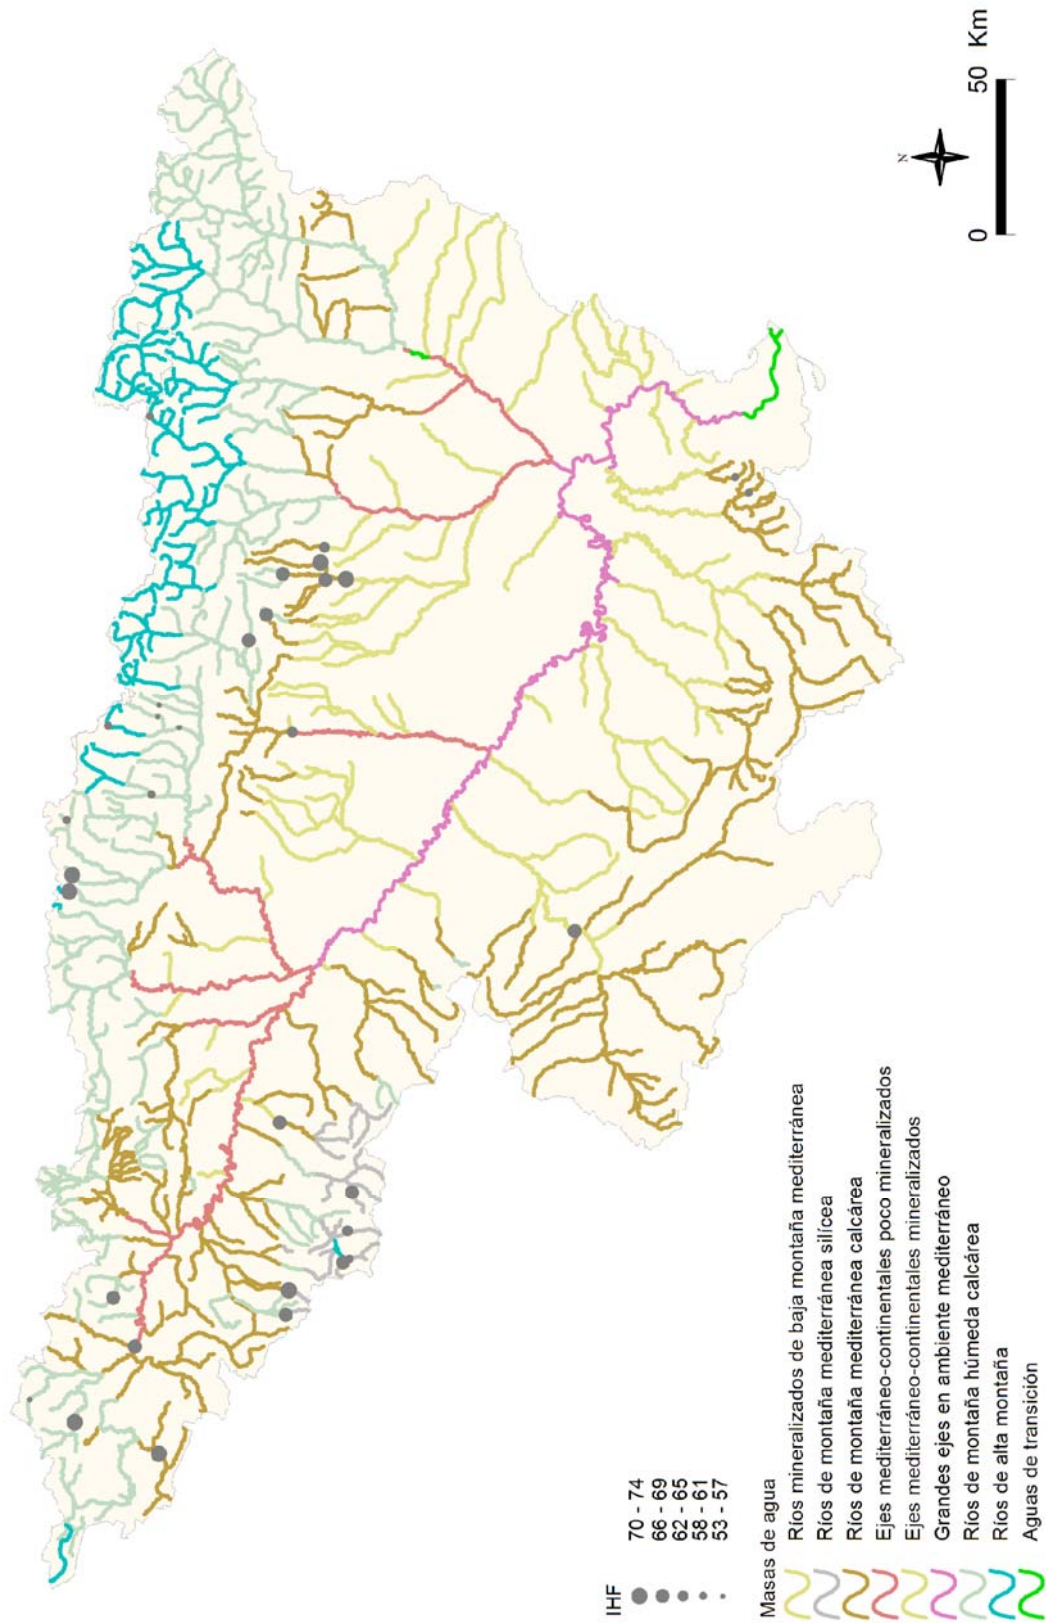 IHF
70 - 74
66 - 69
62 - 65
58 - 61
53 - 57
Masas de agua
Ríos mineralizados de baja montaña mediterránea
Ríos de montaña mediterránea silícea
Ríos de montaña mediterránea calcárea
Ejes mediterráneo-continentales poco mineralizados
Ejes mediterráneo-continentales mineralizados
Grandes ejes en ambiente mediterráneo
Ríos de montaña húmeda calcárea
Ríos de alta montaña
Aguas de transición
N
0
50 Km